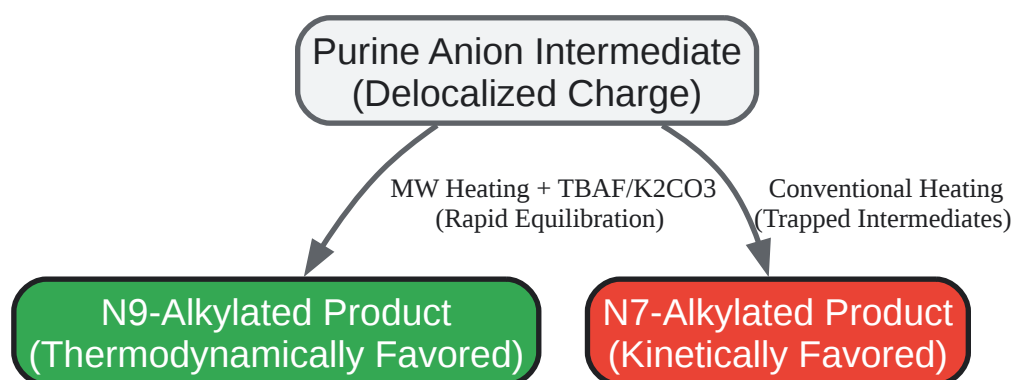 Purine Anion Intermediate
(Delocalized Charge)
MW Heating + TBAF/K2CO3
(Rapid Equilibration)
Conventional Heating
(Trapped Intermediates)
N9-Alkylated Product
(Thermodynamically Favored)
N7-Alkylated Product
(Kinetically Favored)